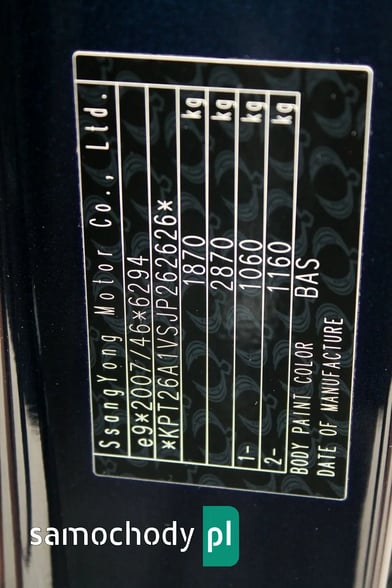 SsangYong Motor Co., Ltd.
e9*2007/46*6294
*KPT26A1VSJP262626*
1870 kg
2870 kg
1- 1060 kg
2- 1160 kg
BODY PAINT COLOR BAS
DATE OF MANUFACTURE
samochody pl